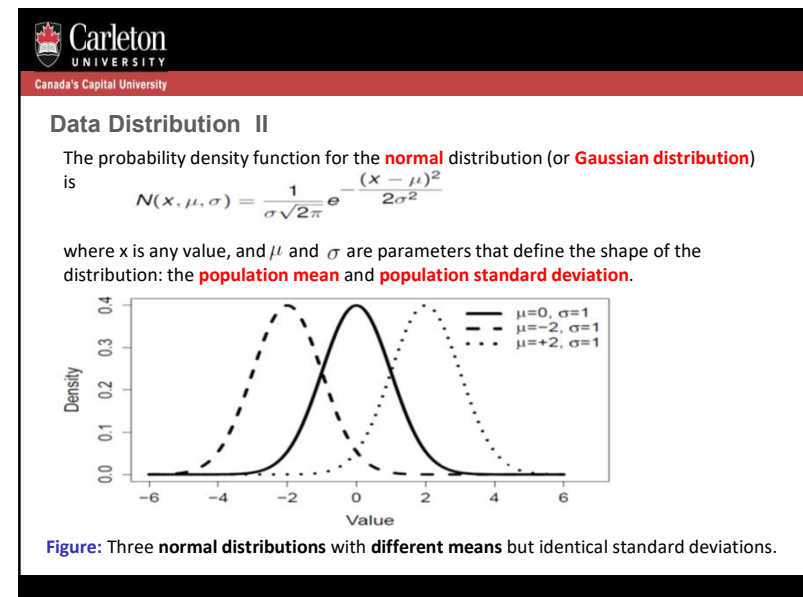 Carleton
UNIVERSITY
Canada's Capital University
Data Distribution II
The probability density function for the normal distribution (or Gaussian distribution)
is
N(x, μ, σ) = 1/(σ√2π) e^(−(x − μ)²/(2σ²))
where x is any value, and μ and σ are parameters that define the shape of the
distribution: the population mean and population standard deviation.
μ=0, σ=1
μ=−2, σ=1
μ=+2, σ=1
Density
0.4
0.3
0.2
0.1
0.0
−6 −4 −2 0 2 4 6
Value
Figure: Three normal distributions with different means but identical standard deviations.